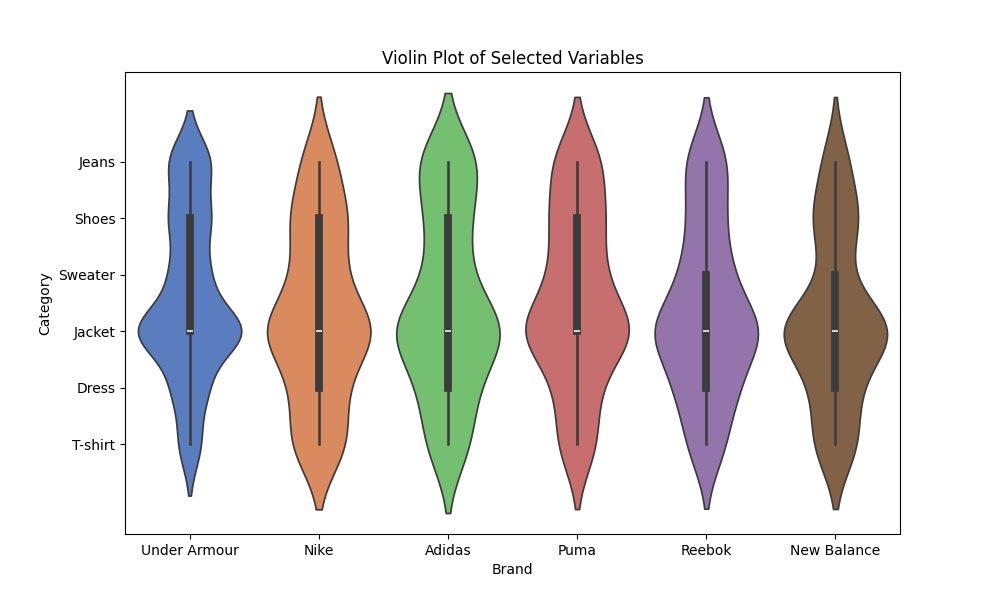 Violin Plot of Selected Variables
Category
Jeans
Shoes
Sweater
Jacket
Dress
T-shirt
Under Armour
Nike
Adidas
Puma
Reebok
New Balance
Brand